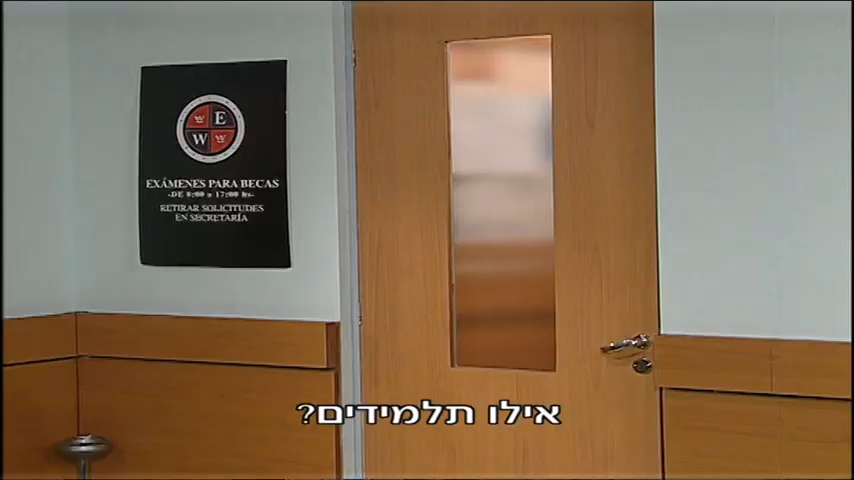 E
W
EXÁMENES PARA BECAS
-DE 8:00 a 17:00 hs-
RETIRAR SOLICITUDES
EN SECRETARÍA
אילו תלמידים?